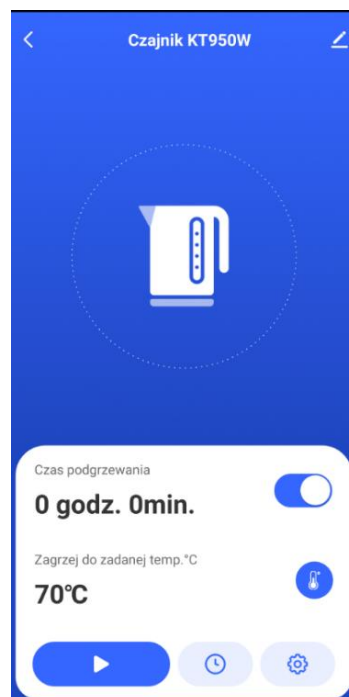 Czajnik KT950W
Czas podgrzewania
0 godz. 0min.
Zagrzej do zadanej temp.°C
70°C